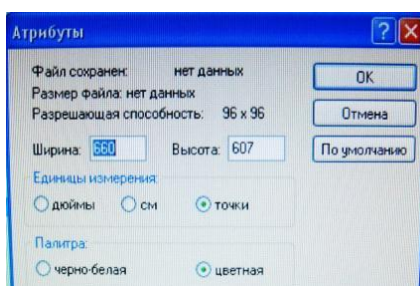 Атрибуты
Файл сохранен: нет данных
OK
Размер файла: нет данных
Разрешающая способность: 96 x 96
Отмена
Ширина: 660 Высота: 607
По умолчанию
Единицы измерения:
дюймы см точки
Палитра:
черно-белая цветная